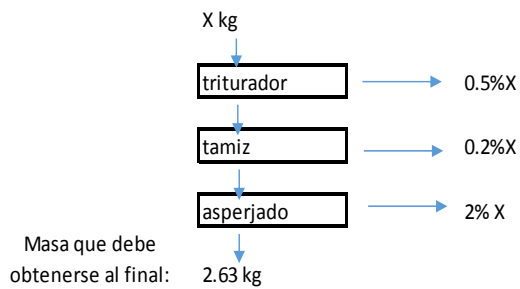 X kg
triturador
0.5%X
tamiz
0.2%X
asperjado
2% X
Masa que debe
obtenerse al final:
2.63 kg